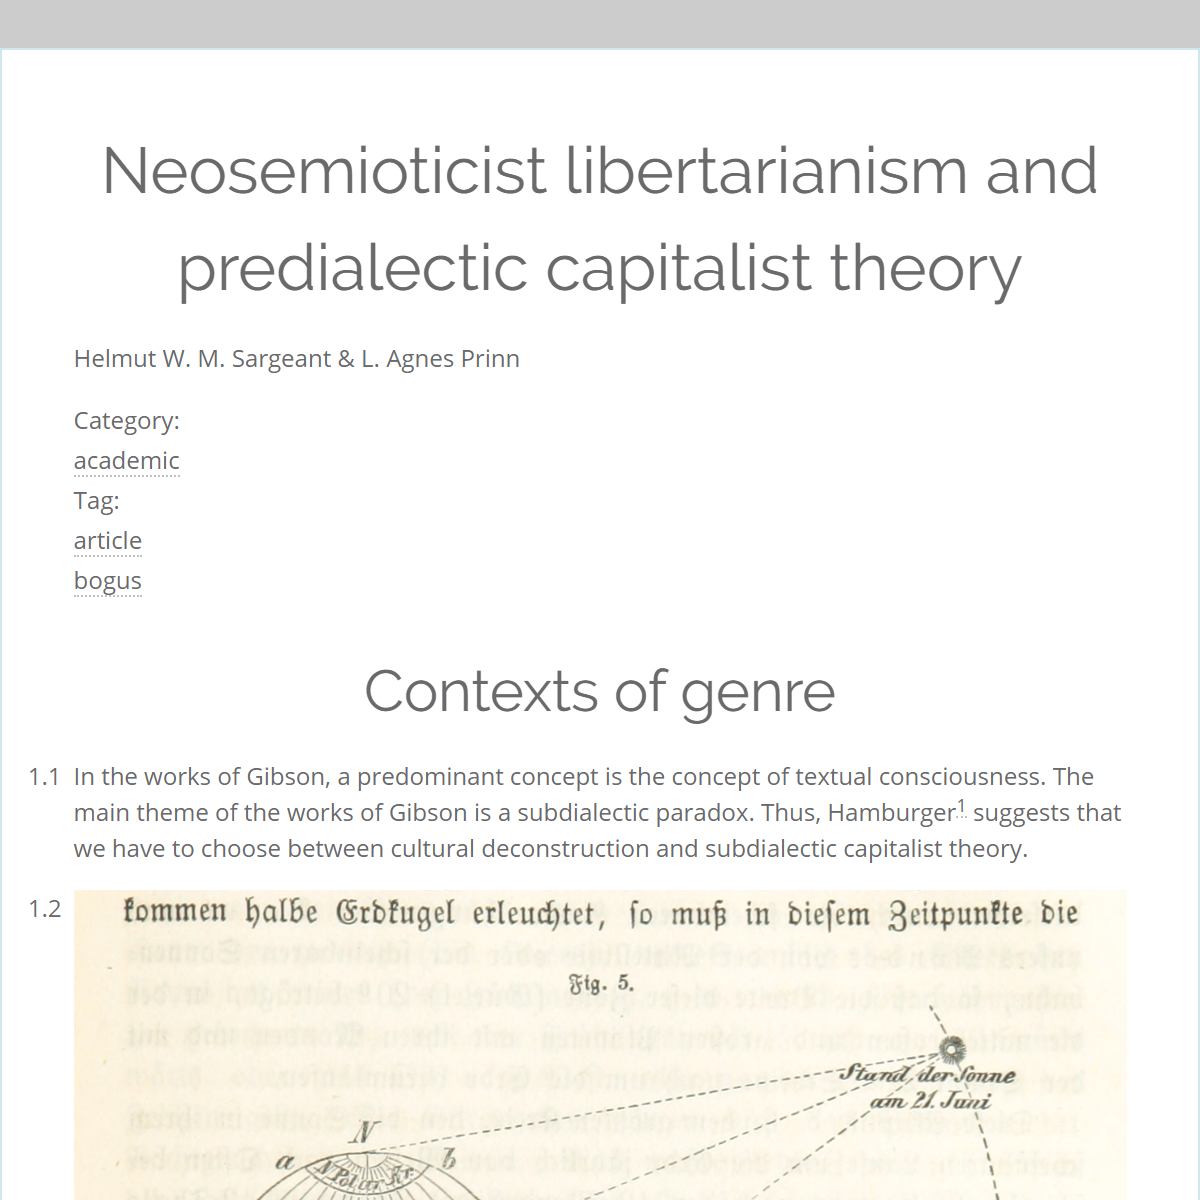 Neosemioticist libertarianism and
predialectic capitalist theory
Helmut W. M. Sargeant & L. Agnes Prinn
Category:
academic
Tag:
article
bogus
Contexts of genre
1.1 In the works of Gibson, a predominant concept is the concept of textual consciousness. The
main theme of the works of Gibson is a subdialectic paradox. Thus, Hamburger1 suggests that
we have to choose between cultural deconstruction and subdialectic capitalist theory.
1.2
kommen halbe Erdkugel erleuchtet, ſo muß in dieſem Zeitpunkte die
Fig. 5.
Stand der Sonne
am 21. Juni
N
a N Polar Kr. b